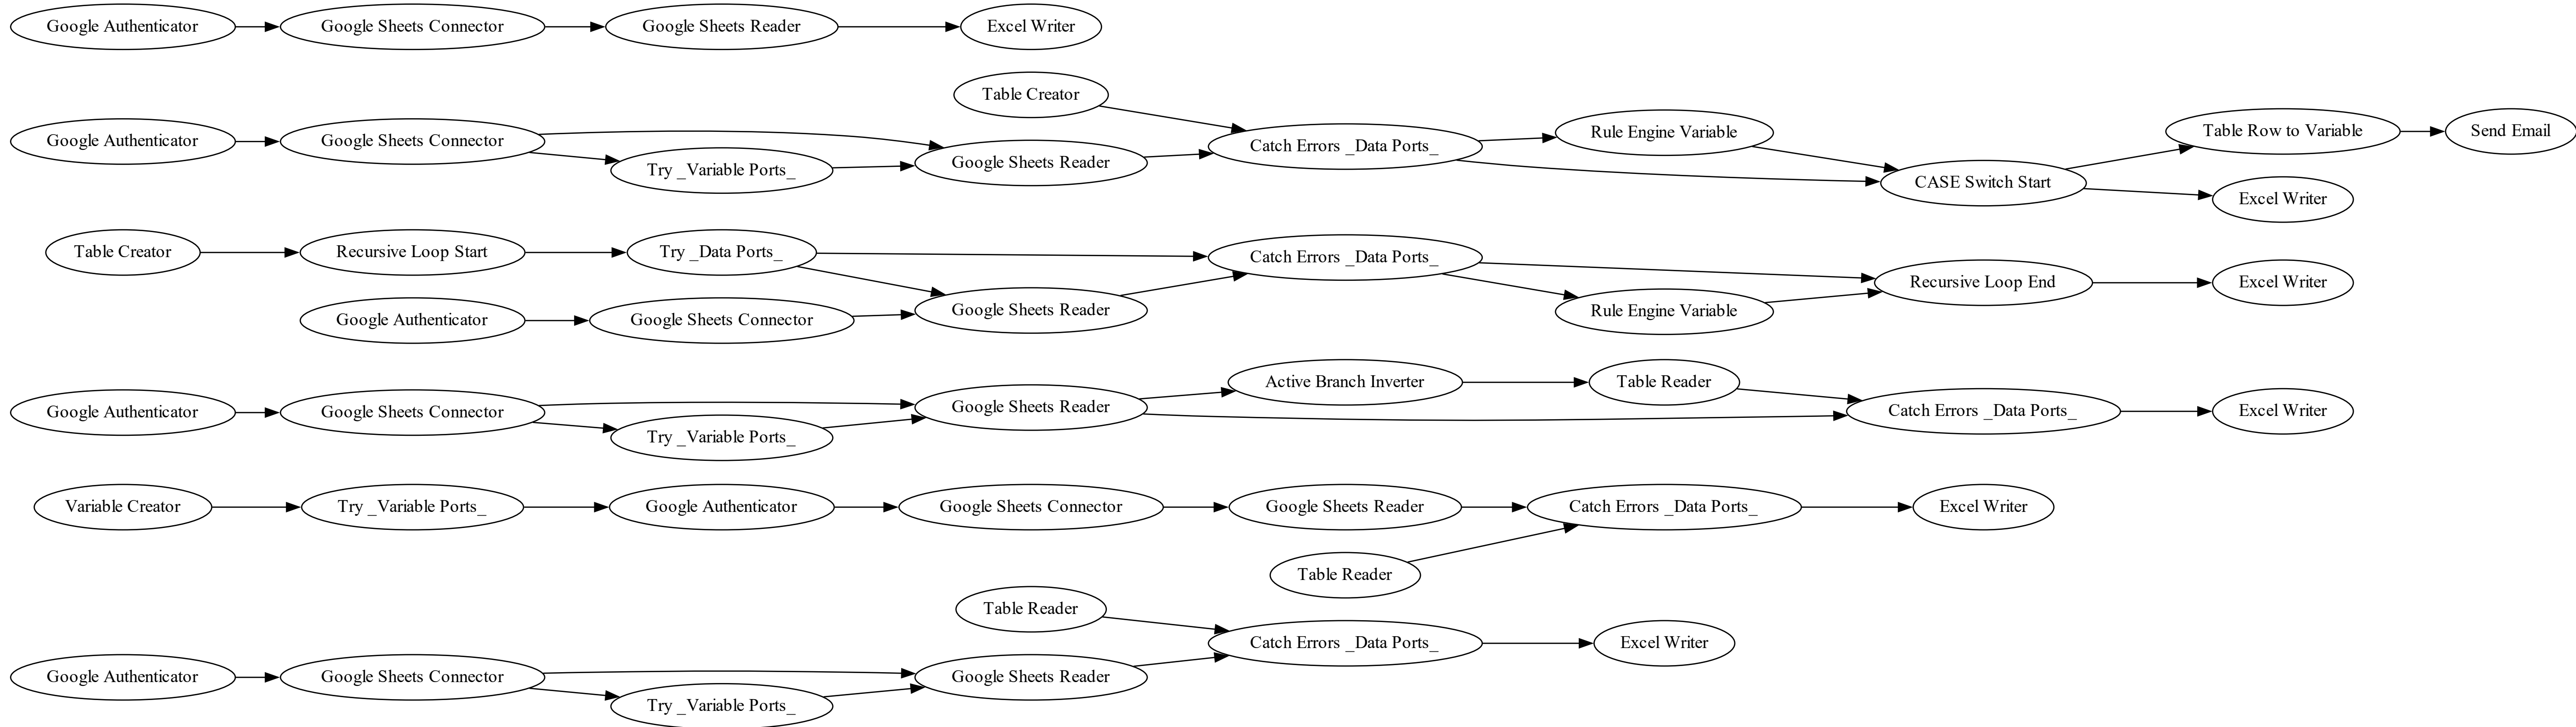 Google Authenticator
Google Sheets Connector
Google Sheets Reader
Excel Writer
Table Creator
Google Authenticator
Google Sheets Connector
Try _Variable Ports_
Google Sheets Reader
Catch Errors _Data Ports_
Rule Engine Variable
CASE Switch Start
Table Row to Variable
Send Email
Excel Writer
Table Creator
Recursive Loop Start
Try _Data Ports_
Catch Errors _Data Ports_
Google Authenticator
Google Sheets Connector
Google Sheets Reader
Rule Engine Variable
Recursive Loop End
Excel Writer
Google Authenticator
Google Sheets Connector
Try _Variable Ports_
Google Sheets Reader
Active Branch Inverter
Table Reader
Catch Errors _Data Ports_
Excel Writer
Variable Creator
Try _Variable Ports_
Google Authenticator
Google Sheets Connector
Google Sheets Reader
Catch Errors _Data Ports_
Excel Writer
Table Reader
Table Reader
Catch Errors _Data Ports_
Excel Writer
Google Authenticator
Google Sheets Connector
Google Sheets Reader
Try _Variable Ports_